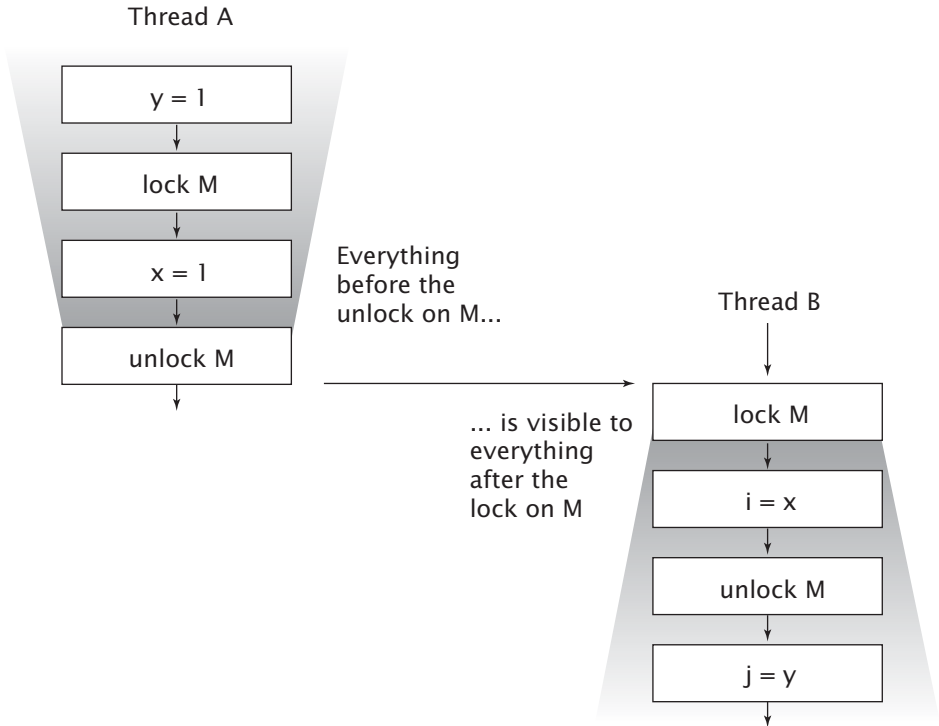 Thread A
y = 1
lock M
x = 1
unlock M
Everything
before the
unlock on M...
... is visible to
everything
after the
lock on M
Thread B
lock M
i = x
unlock M
j = y